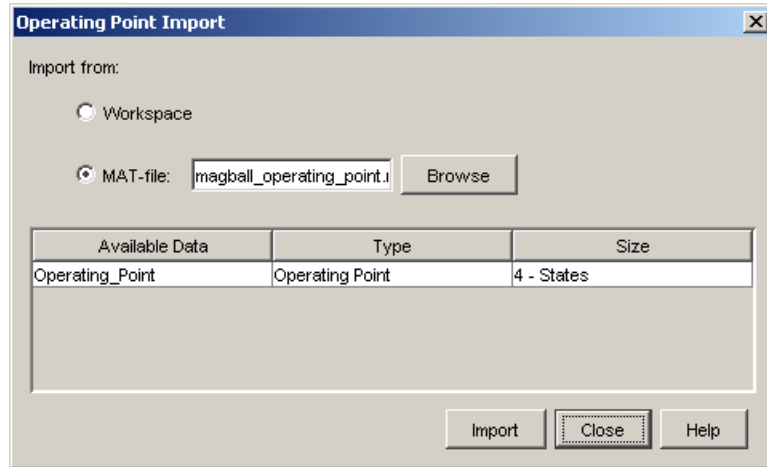 Operating Point Import
Import from:
Workspace
MAT-file: magball_operating_point. Browse
Available Data Type Size
Operating_Point Operating Point 4 - States
Import Close Help